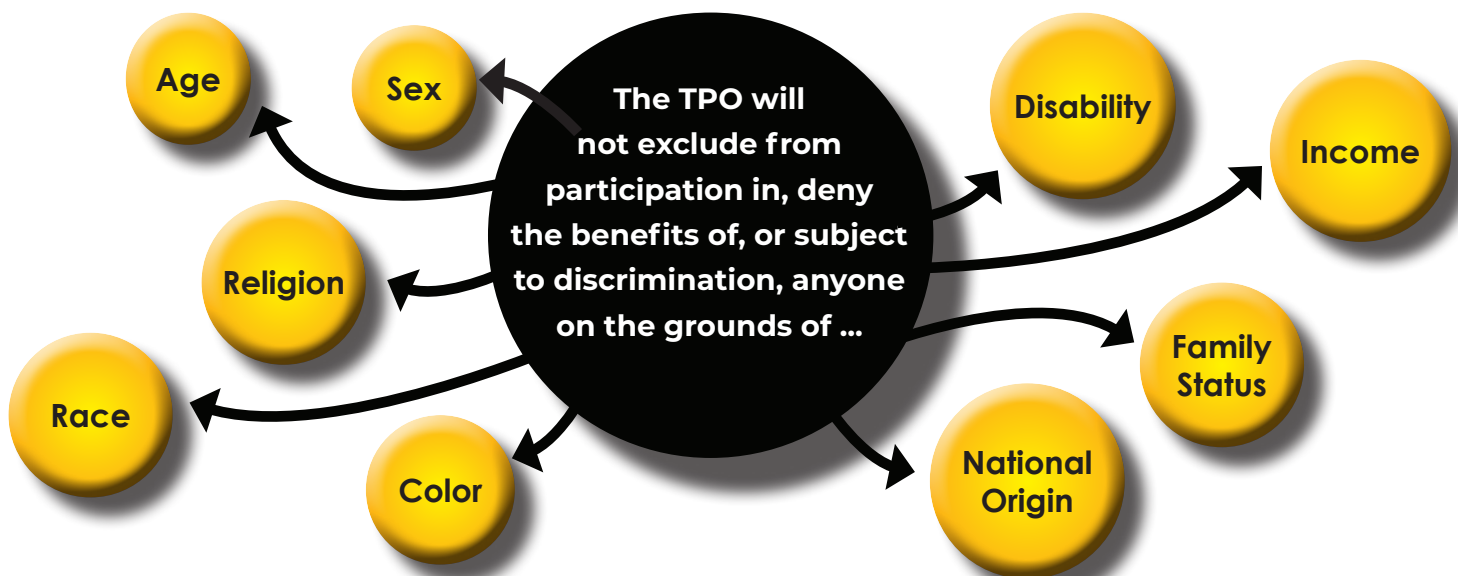 The TPO will
not exclude from
participation in, deny
the benefits of, or subject
to discrimination, anyone
on the grounds of ...
Age
Sex
Religion
Race
Color
Disability
Income
Family
Status
National
Origin